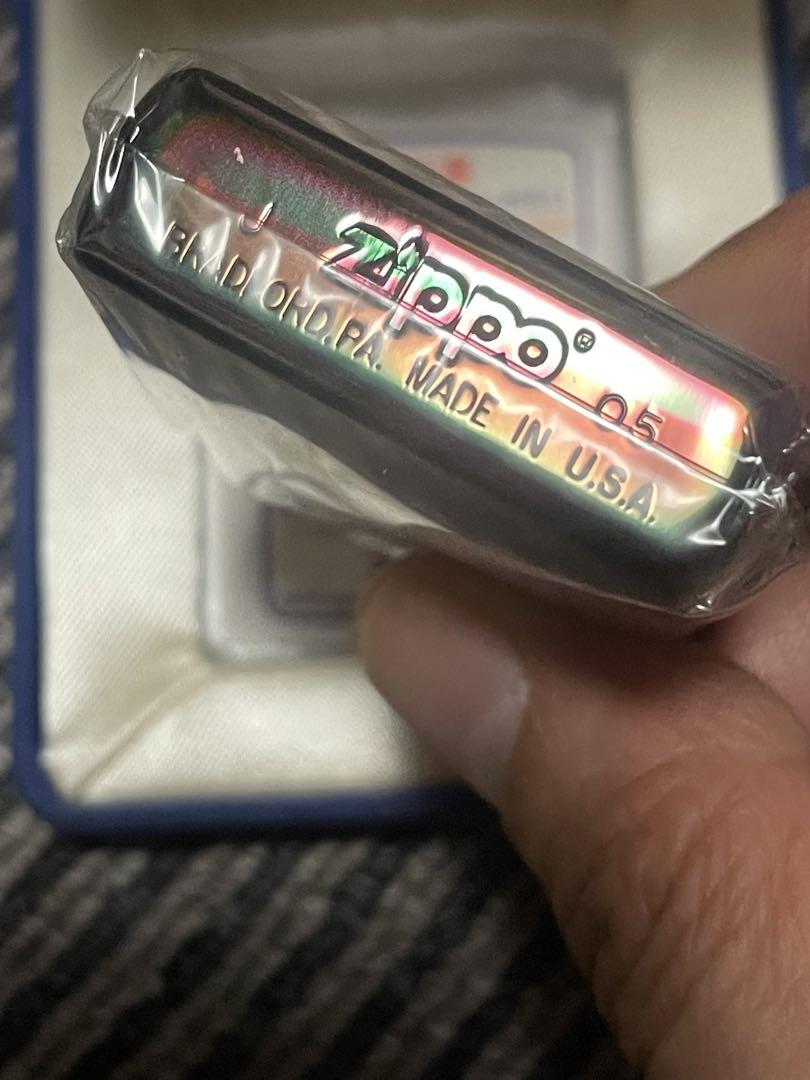 J Zippo® 05
BRADFORD, PA. MADE IN U.S.A.